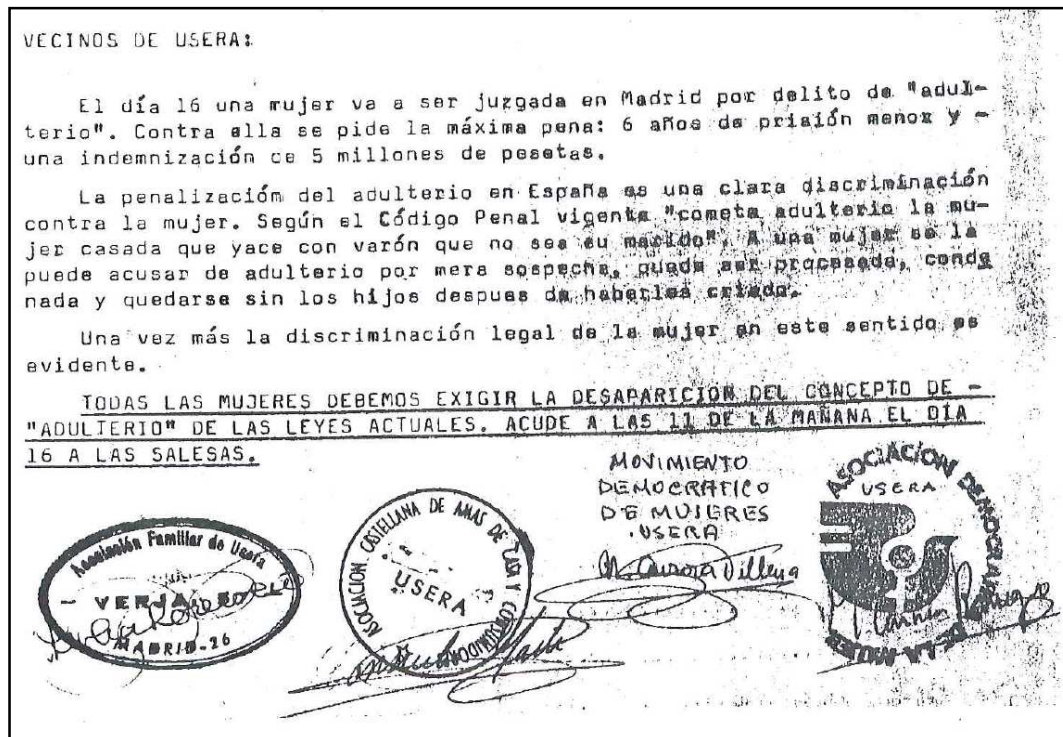 VECINOS DE USERA:
El día 16 una mujer va a ser juzgada en Madrid por delito de "adul-
terio". Contra ella se pide la máxima pena: 6 años de prisión menor y -
una indemnización de 5 millones de pesetas.
La penalización del adulterio en España es una clara discriminación
contra la mujer. Según el Código Penal vigente "comete adulterio la mu-
jer casada que yace con varón que no sea su marido". A una mujer se la
puede acusar de adulterio por mera sospecha, puede ser procesada, conde
nada y quedarse sin los hijos despues de haberlos criado.
Una vez más la discriminación legal de la mujer en este sentido es
evidente.
TODAS LAS MUJERES DEBEMOS EXIGIR LA DESAPARICION DEL CONCEPTO DE -
"ADULTERIO" DE LAS LEYES ACTUALES. ACUDE A LAS 11 DE LA MAÑANA EL DIA
16 A LAS SALESAS.
Asociación Familiar de Usera
MADRID-26
ASOCIACION CASTELLANA DE AMAS DE
USERA
MOVIMIENTO
DEMOCRATICO
DE MUJERES
USERA
Aurora Villena
ASOCIACION DEMOCRATICA DE LA MUJER
USERA